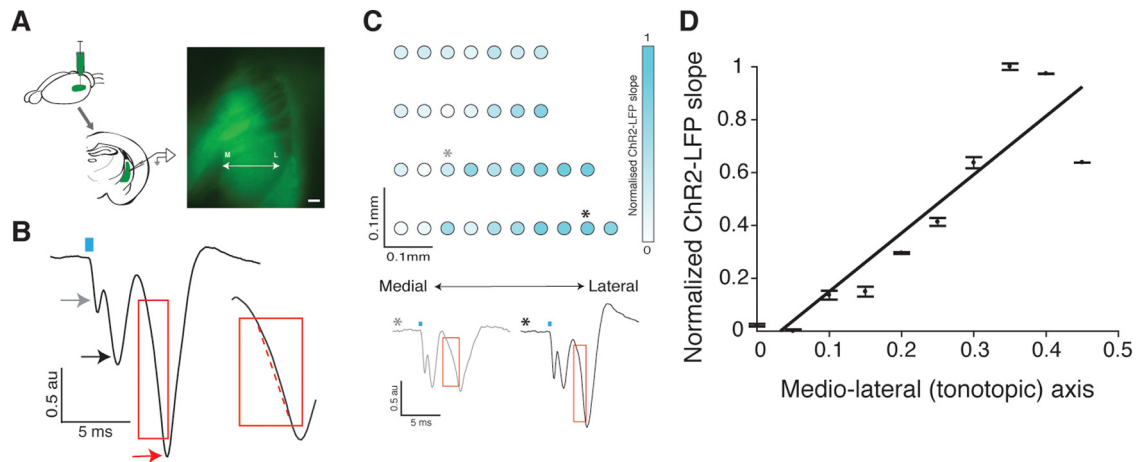 A
M
L
B
0.5 au
5 ms
C
*
*
0.1mm
0.1mm
1
Normalised ChR2-LFP slope
0
Medial
Lateral
*
*
0.5 au
5 ms
D
Normalized ChR2-LFP slope
1
0.8
0.6
0.4
0.2
0
0
0.1
0.2
0.3
0.4
0.5
Medio-lateral (tonotopic) axis